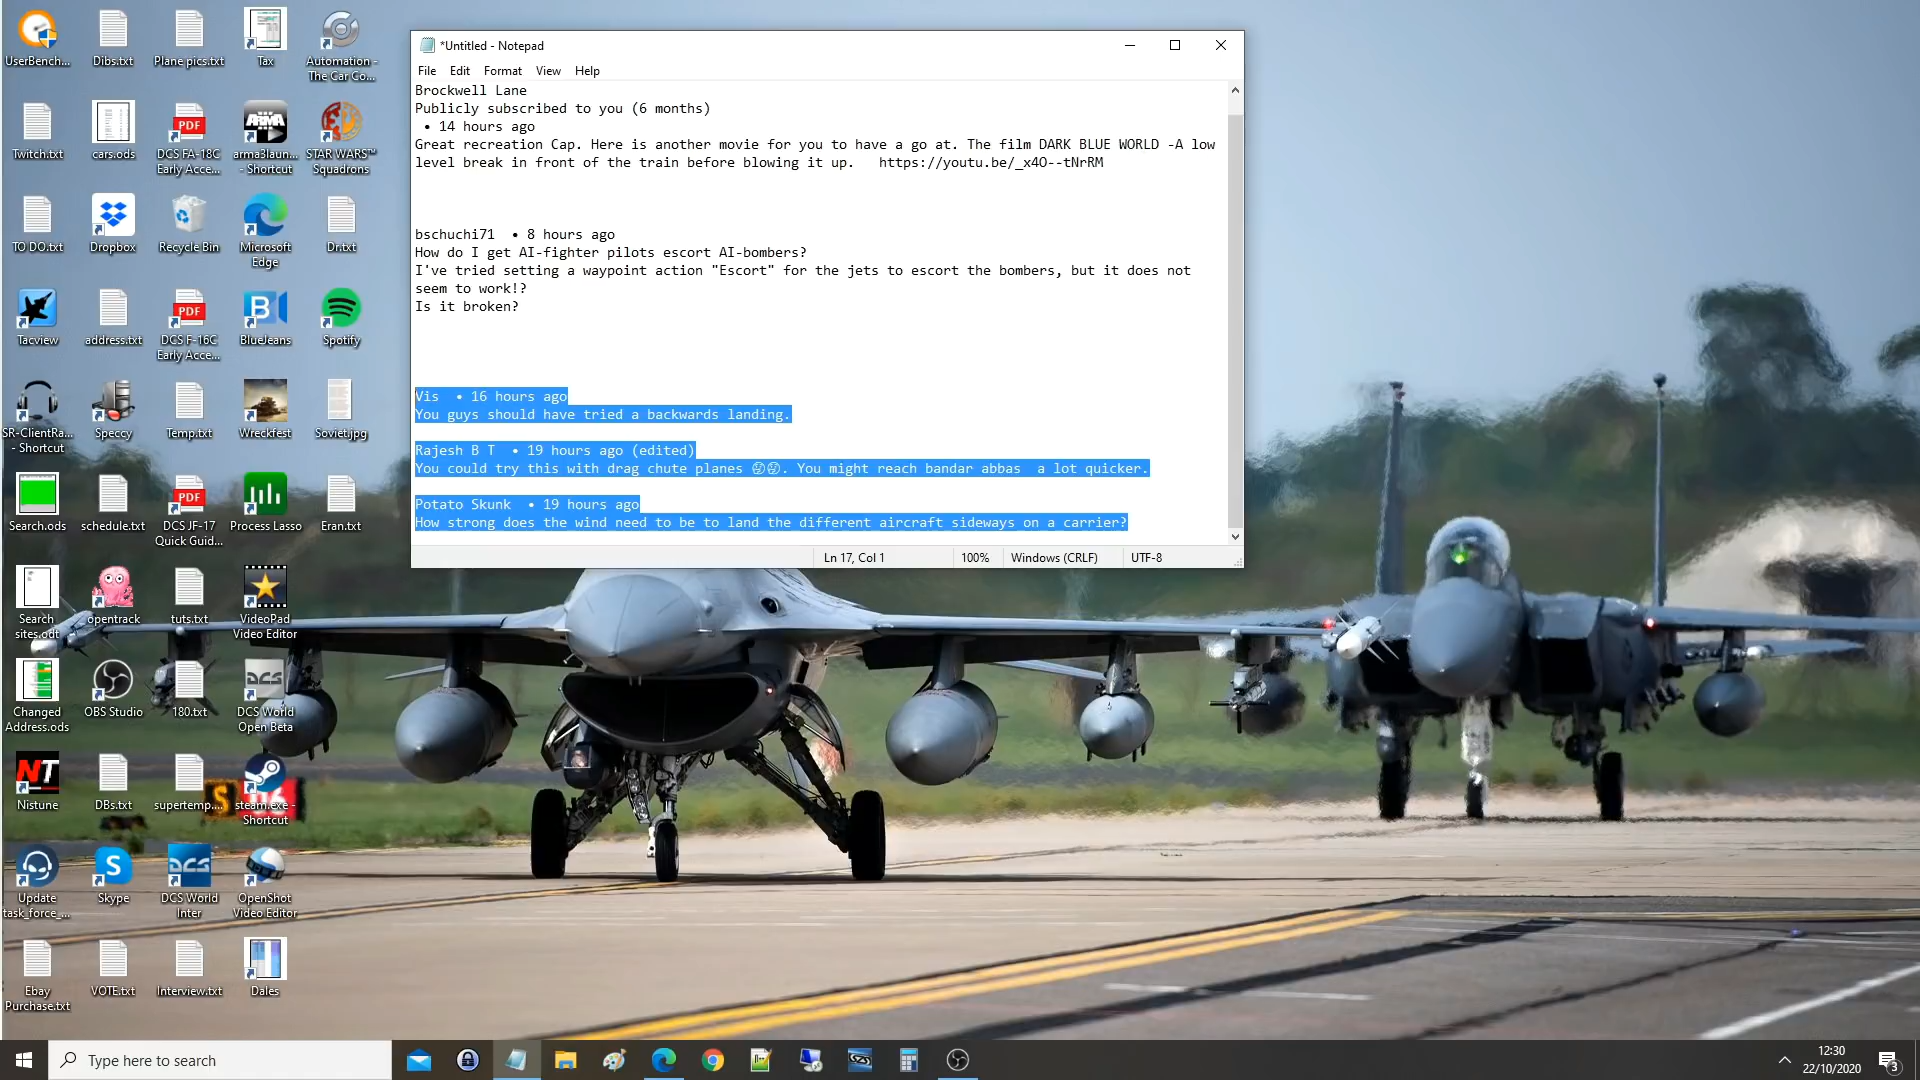 *Untitled - Notepad
File Edit Format View Help
Brockwell Lane
Publicly subscribed to you (6 months)
• 14 hours ago
Great recreation Cap. Here is another movie for you to have a go at. The film DARK BLUE WORLD -A low
level break in front of the train before blowing it up. https://youtu.be/_x4O--tNrRM
bschuchi71 • 8 hours ago
How do I get AI-fighter pilots escort AI-bombers?
I've tried setting a waypoint action "Escort" for the jets to escort the bombers, but it does not
seem to work!?
Is it broken?
Vis • 16 hours ago
You guys should have tried a backwards landing.
Rajesh B T • 19 hours ago (edited)
You could try this with drag chute planes 😵😵. You might reach bandar abbas a lot quicker.
Potato Skunk • 19 hours ago
How strong does the wind need to be to land the different aircraft sideways on a carrier?
Ln 17, Col 1 100% Windows (CRLF) UTF-8
UserBench... Dibs.txt Plane pics.txt Tax Automation -
The Car Co...
PDF ARMA
Twitch.txt cars.ods DCS FA-18C arma3laun... STAR WARS™
Early Acce... - Shortcut Squadrons
TO DO.txt Dropbox Recycle Bin Microsoft Dr.txt
Edge
PDF B
Tacview address.txt DCS F-16C BlueJeans Spotify
Early Acce...
SR-ClientRa... Speccy Temp.txt Wreckfest Soviet.jpg
- Shortcut
PDF
Search.ods schedule.txt DCS JF-17 Process Lasso Eran.txt
Quick Guid...
Search opentrack tuts.txt VideoPad
sites.odt Video Editor
DCS
Changed OBS Studio 180.txt DCS World
Address.ods Open Beta
NT
Nistune DBs.txt supertemp.... steam.exe -
Shortcut
S DCS
Update Skype DCS World OpenShot
task_force_... Inter Video Editor
Ebay VOTE.txt Interview.txt Dales
Purchase.txt
Type here to search
12:30
22/10/2020
3